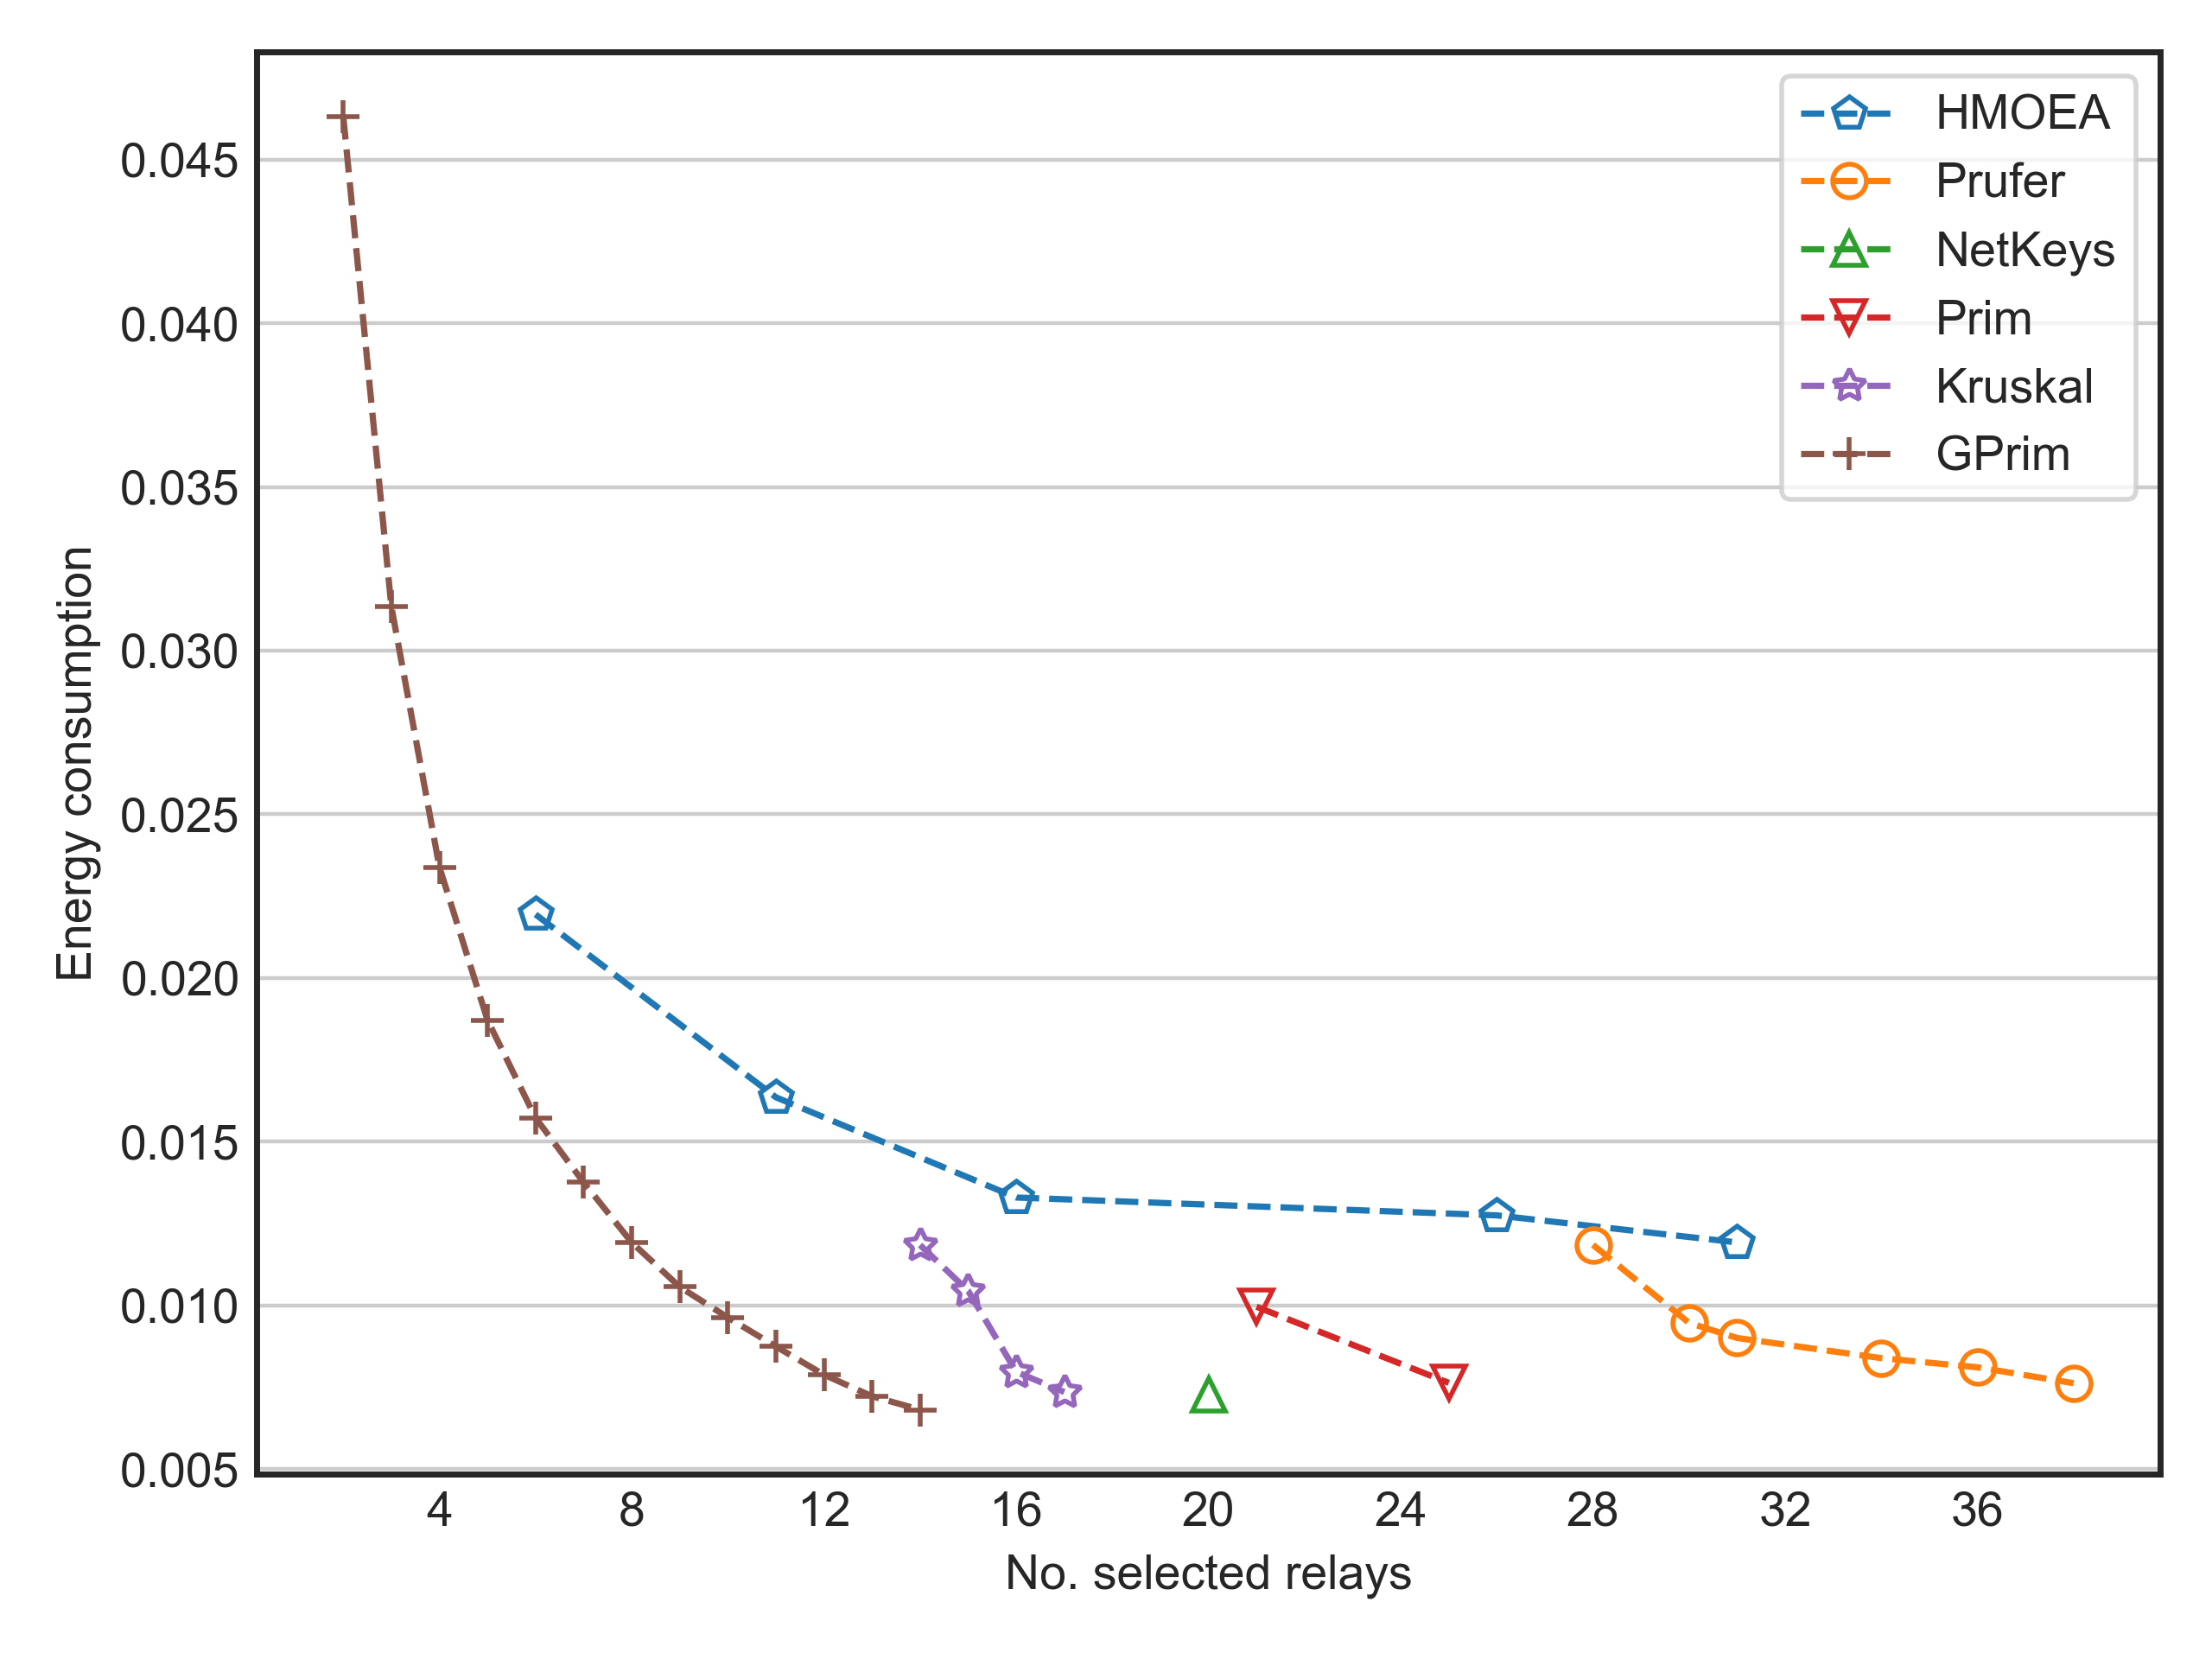 HMOEA
Prufer
NetKeys
Prim
Kruskal
GPrim
Energy consumption
0.045
0.040
0.035
0.030
0.025
0.020
0.015
0.010
0.005
4 8 12 16 20 24 28 32 36
No. selected relays